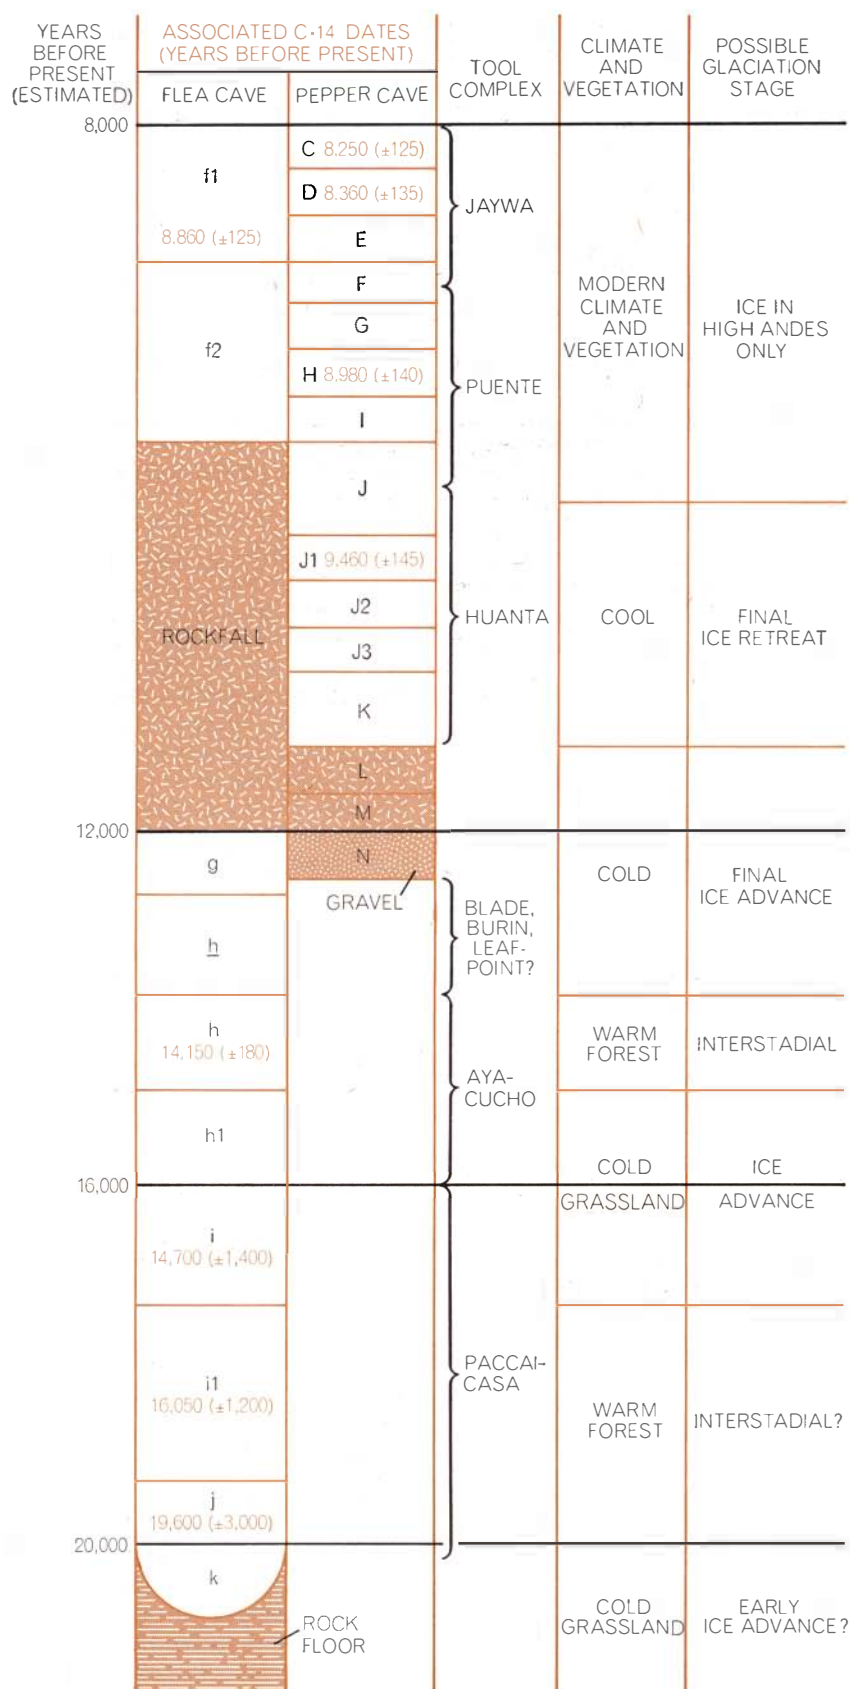 YEARS
BEFORE
PRESENT
(ESTIMATED)
ASSOCIATED C-14 DATES
(YEARS BEFORE PRESENT)
FLEA CAVE
PEPPER CAVE
TOOL
COMPLEX
CLIMATE
AND
VEGETATION
POSSIBLE
GLACIATION
STAGE
8,000
f1
8.860 (±125)
C 8.250 (±125)
D 8.360 (±135)
E
JAYWA
f2
F
G
H 8.980 (±140)
I
PUENTE
MODERN
CLIMATE
AND
VEGETATION
ICE IN
HIGH ANDES
ONLY
ROCKFALL
J
J1 9.460 (±145)
J2
J3
K
HUANTA
COOL
FINAL
ICE RETREAT
L
M
12.000
g
N
GRAVEL
COLD
FINAL
ICE ADVANCE
h
BLADE,
BURIN,
LEAF-
POINT?
h
14,150 (±180)
WARM
FOREST
INTERSTADIAL
h1
AYA-
CUCHO
COLD
GRASSLAND
ICE
ADVANCE
16,000
i
14,700 (±1,400)
i1
16,050 (±1,200)
PACCAI-
CASA
WARM
FOREST
INTERSTADIAL?
j
19,600 (±3,000)
20,000
k
ROCK
FLOOR
COLD
GRASSLAND
EARLY
ICE ADVANCE?